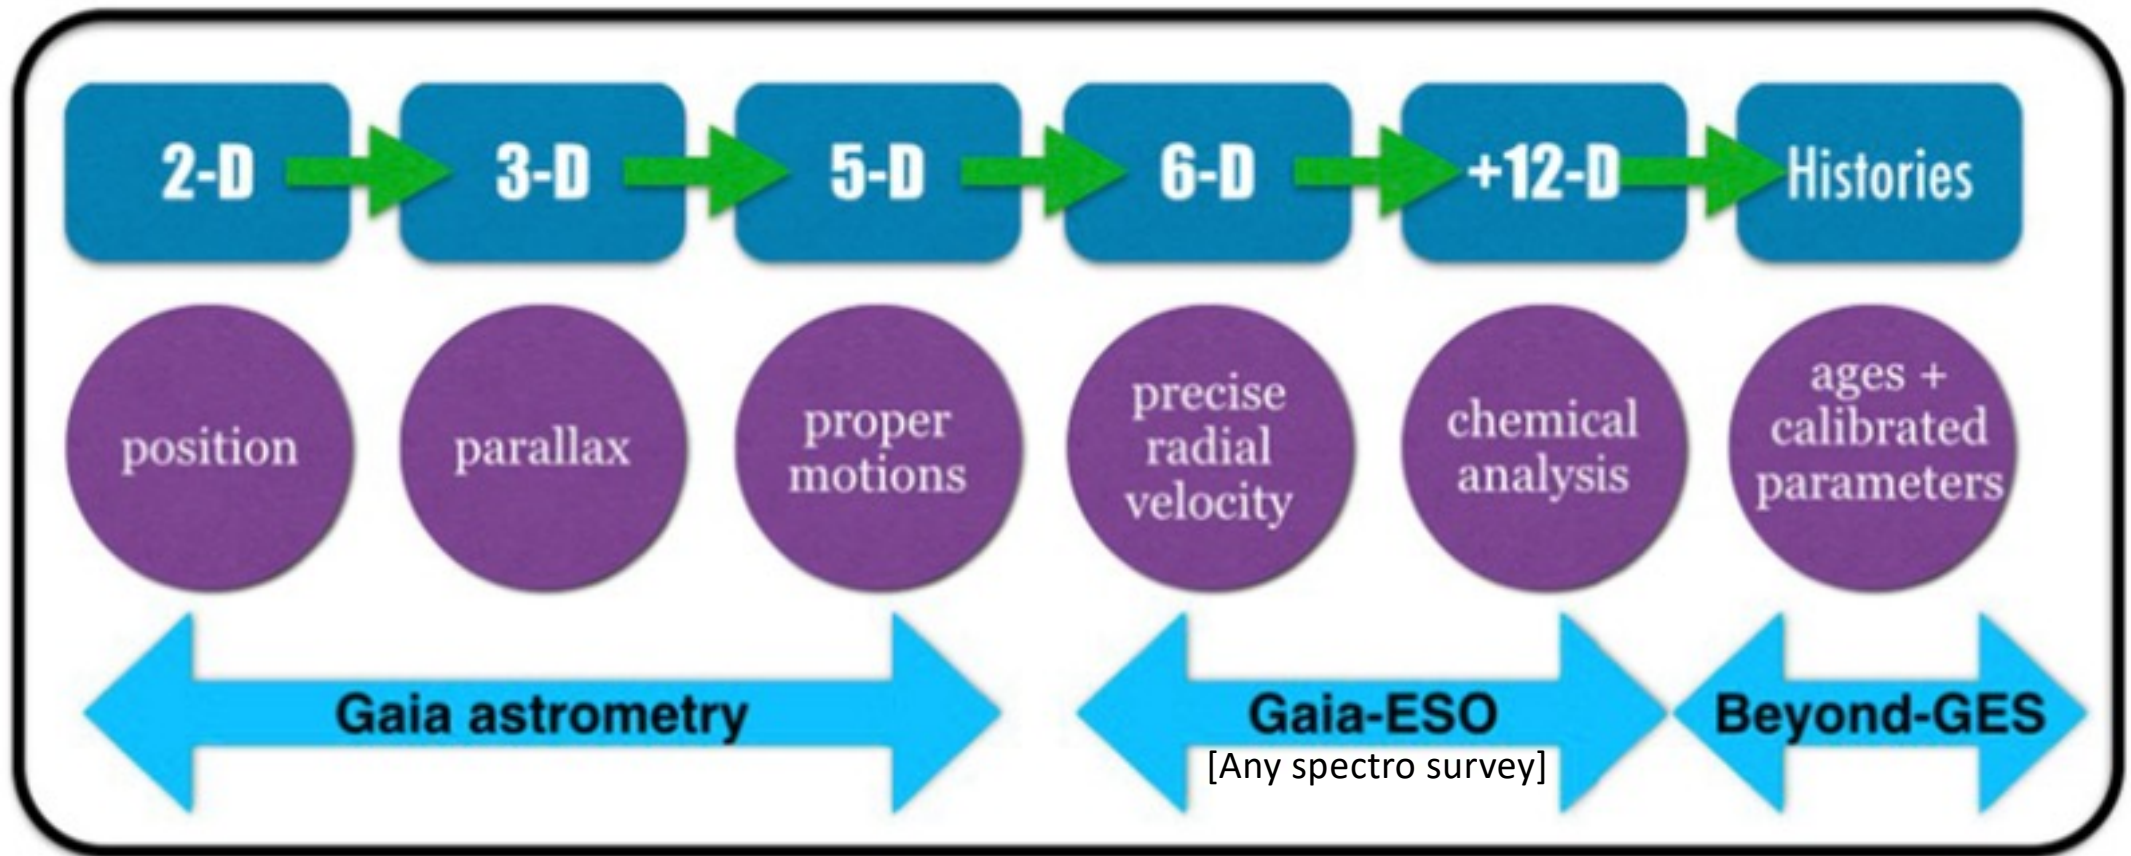 2-D
3-D
5-D
6-D
+12-D
Histories
position
parallax
proper
motions
precise
radial
velocity
chemical
analysis
ages +
calibrated
parameters
Gaia astrometry
Gaia-ESO
[Any spectro survey]
Beyond-GES